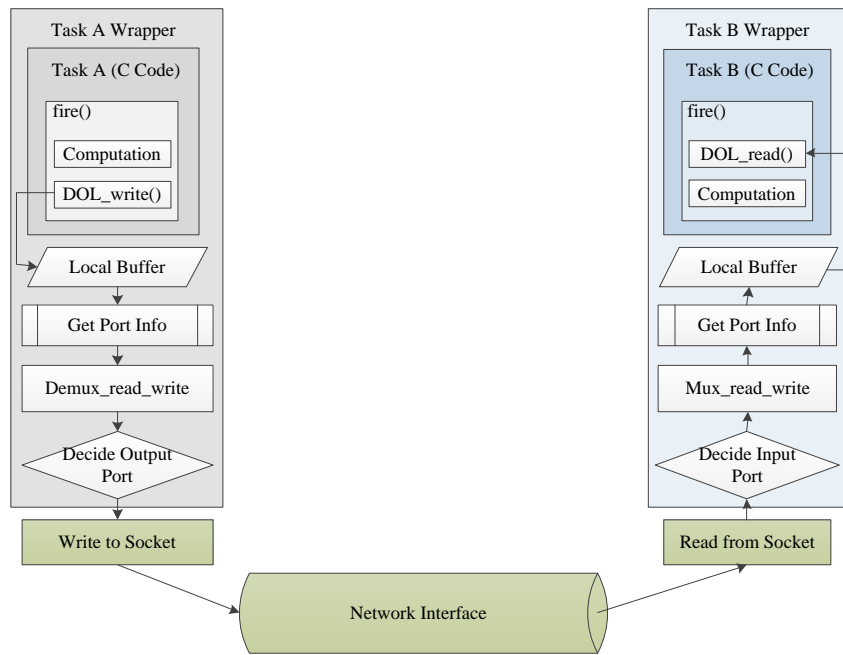 Task A Wrapper
Task A (C Code)
fire()
Computation
DOL_write()
Local Buffer
Get Port Info
Demux_read_write
Decide Output
Port
Write to Socket
Network Interface
Task B Wrapper
Task B (C Code)
fire()
DOL_read()
Computation
Local Buffer
Get Port Info
Mux_read_write
Decide Input
Port
Read from Socket